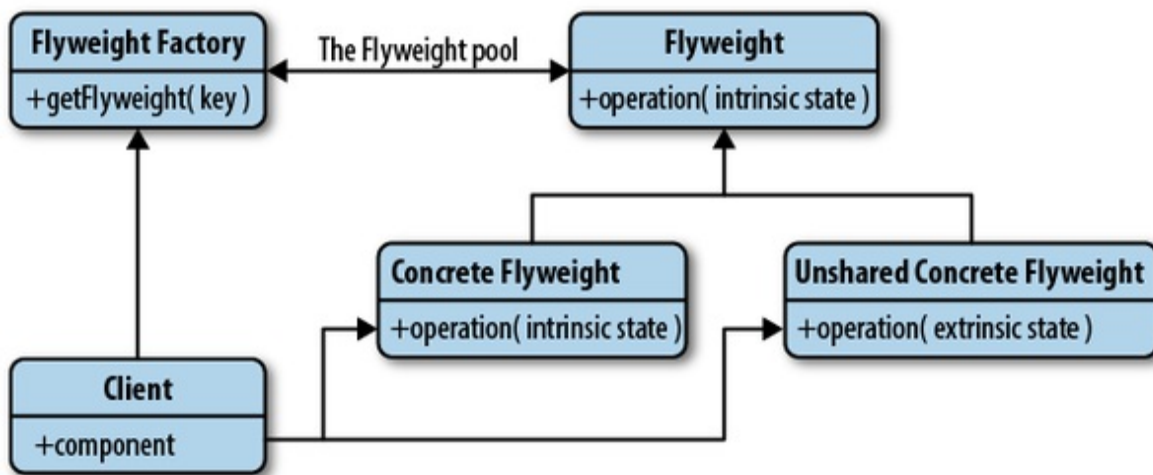 Flyweight Factory
+getFlyweight( key )
The Flyweight pool
Flyweight
+operation( intrinsic state )
Concrete Flyweight
+operation( intrinsic state )
Unshared Concrete Flyweight
+operation( extrinsic state )
Client
+component